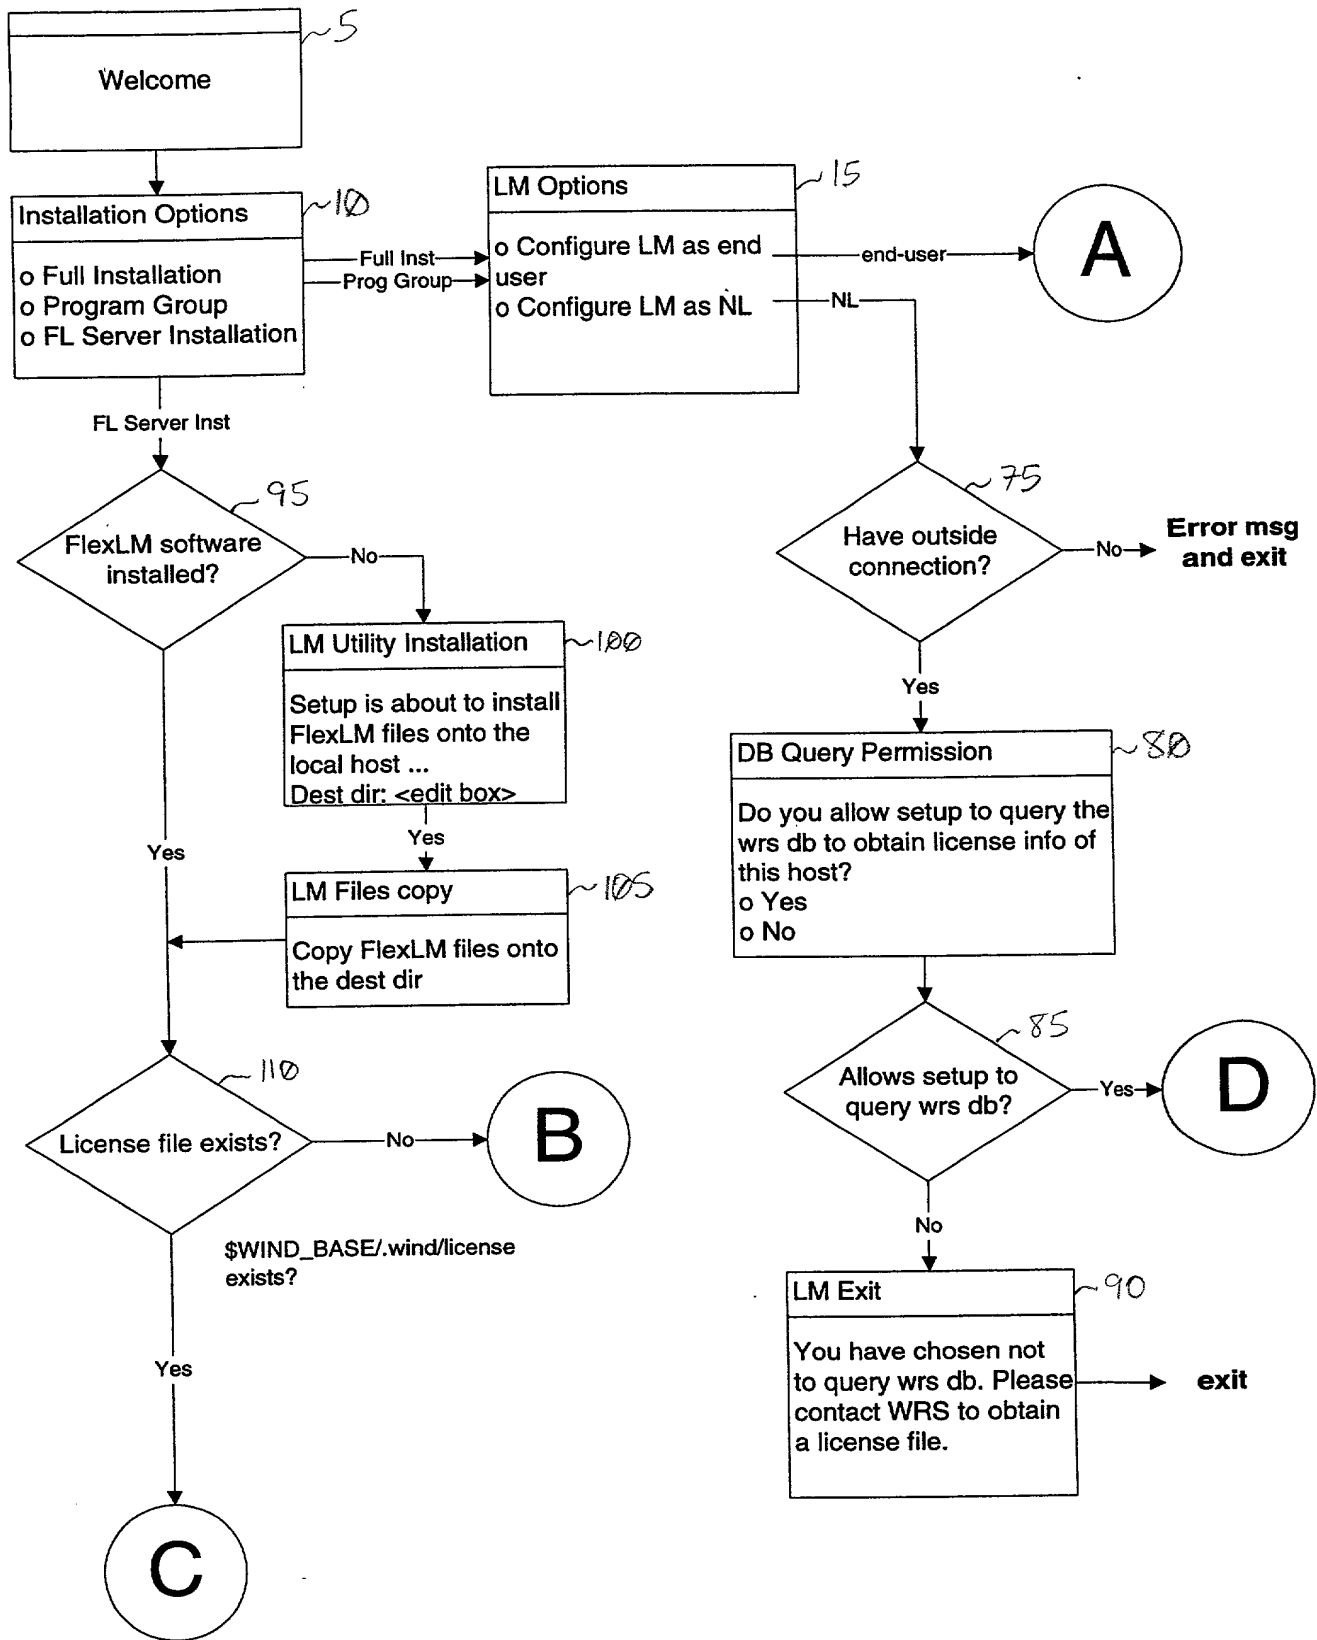 5
Welcome
10
Installation Options
o Full Installation
o Program Group
o FL Server Installation
Full Inst
Prog Group
15
LM Options
o Configure LM as end
user
o Configure LM as NL
end-user
A
NL
FL Server Inst
95
FlexLM software
installed?
No
75
Have outside
connection?
No
Error msg
and exit
Yes
100
LM Utility Installation
Setup is about to install
FlexLM files onto the
local host ...
Dest dir: <edit box>
Yes
Yes
105
LM Files copy
Copy FlexLM files onto
the dest dir
80
DB Query Permission
Do you allow setup to query the
wrs db to obtain license info of
this host?
o Yes
o No
85
Allows setup to
query wrs db?
Yes
D
110
License file exists?
No
B
$WIND_BASE/.wind/license
exists?
Yes
C
No
90
LM Exit
You have chosen not
to query wrs db. Please
contact WRS to obtain
a license file.
exit